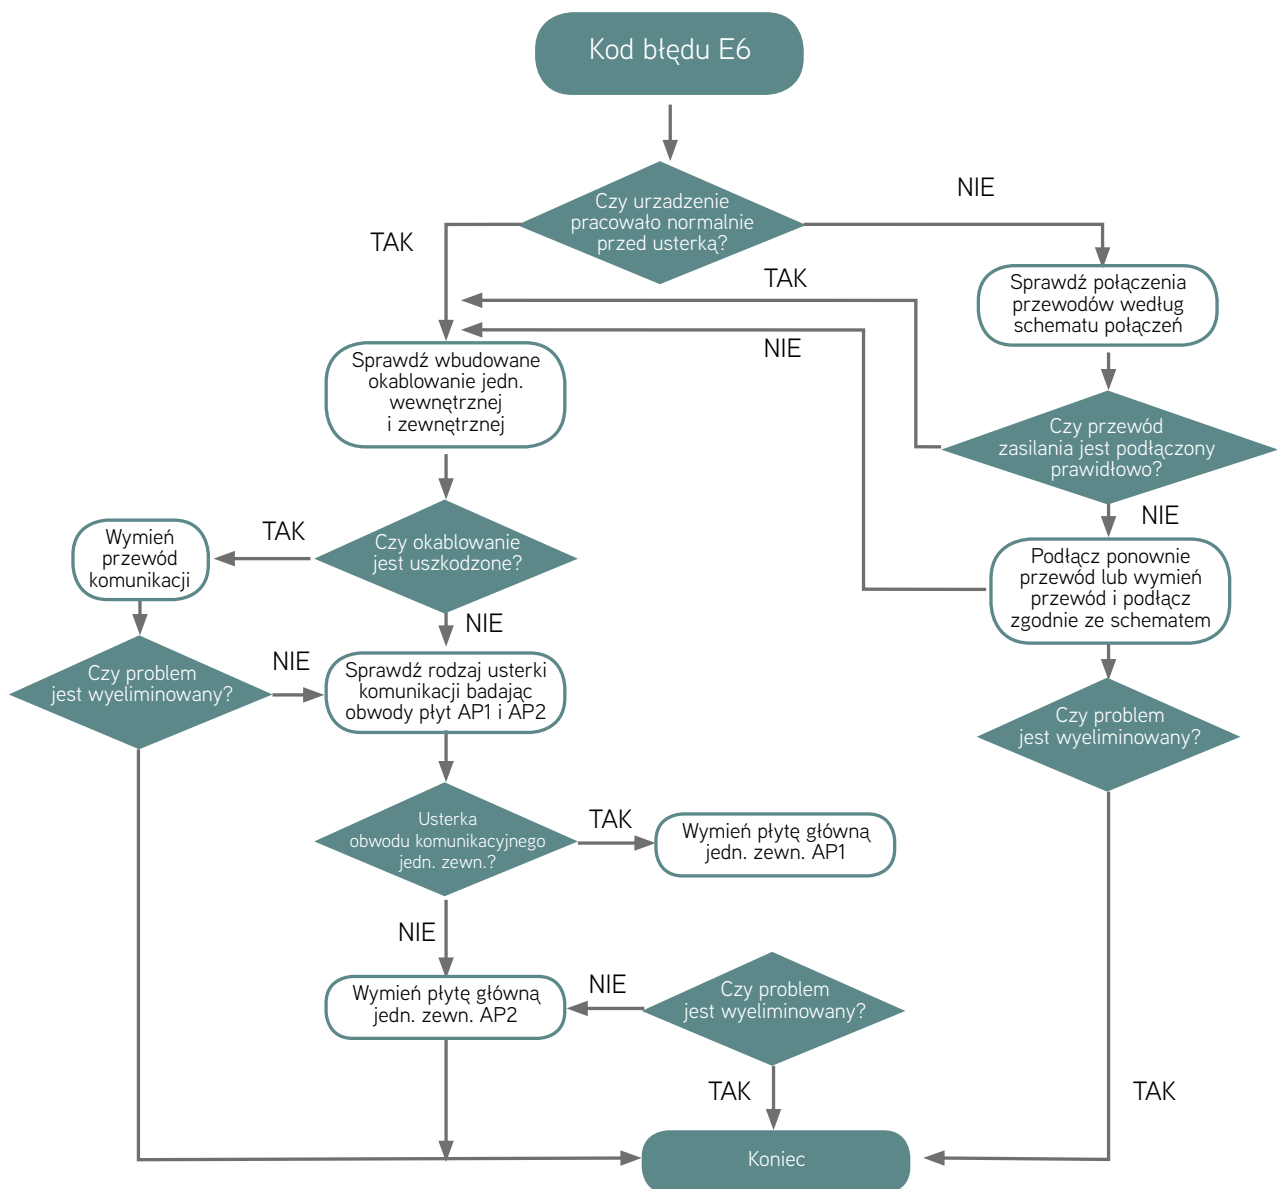 Kod błędu E6
Czy urzadzenie
pracowało normalnie
przed usterką?
NIE
TAK
Sprawdź połączenia
przewodów według
schematu połączeń
TAK
NIE
Sprawdź wbudowane
okablowanie jedn.
wewnętrznej
i zewnętrznej
Czy przewód
zasilania jest podłączony
prawidłowo?
NIE
Wymień
przewód
komunikacji
TAK
Czy okablowanie
jest uszkodzone?
Podłącz ponownie
przewód lub wymień
przewód i podłącz
zgodnie ze schematem
NIE
Czy problem
jest wyeliminowany?
NIE
Sprawdź rodzaj usterki
komunikacji badając
obwody płyt AP1 i AP2
Czy problem
jest wyeliminowany?
Usterka
obwodu komunikacyjnego
jedn. zewn.?
TAK
Wymień płytę główną
jedn. zewn. AP1
NIE
Wymień płytę główną
jedn. zewn. AP2
NIE
Czy problem
jest wyeliminowany?
TAK
TAK
Koniec